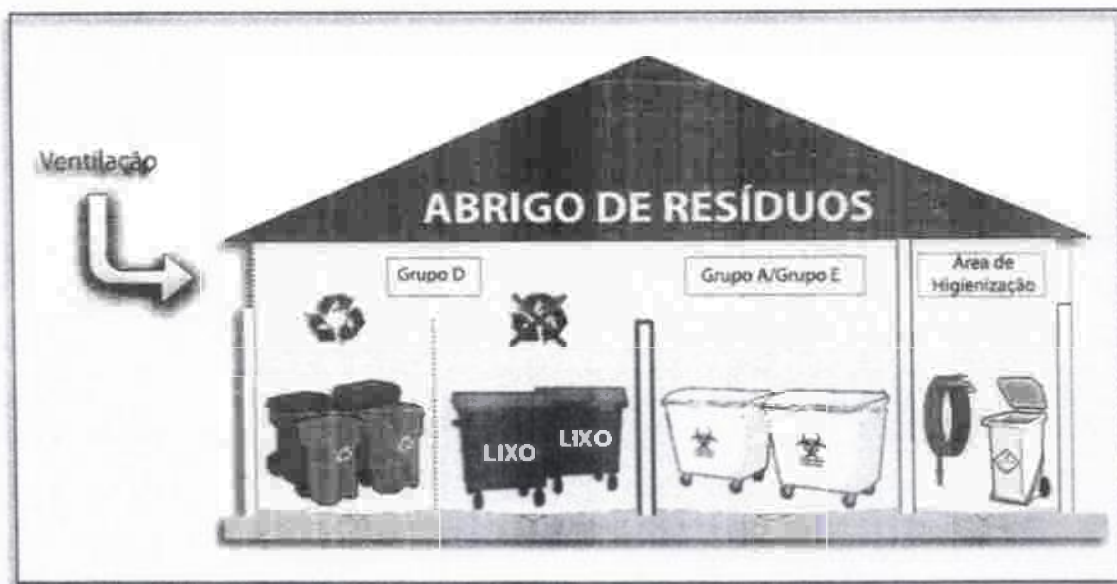 Ventilação
ABRIGO DE RESÍDUOS
Grupo D
Grupo A/Grupo E
Área de
Higienização
LIXO
LIXO